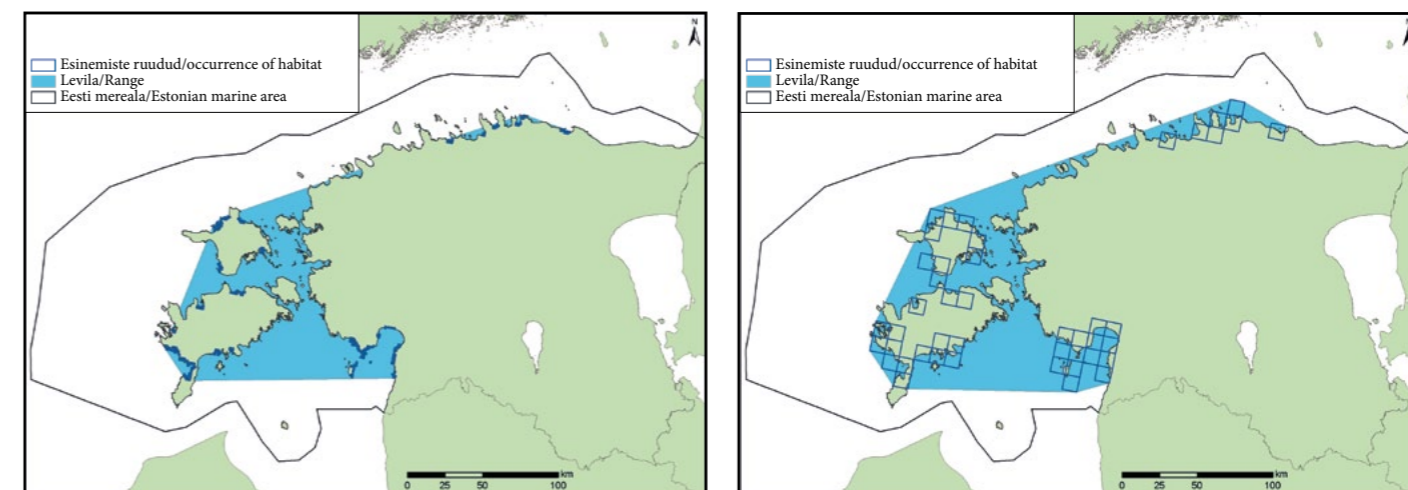 N
Esinemiste ruudud/occurrence of habitat
Levila/Range
Eesti mereala/Estonian marine area
km
0 25 50 100
N
Esinemiste ruudud/occurrence of habitat
Levila/Range
Eesti mereala/Estonian marine area
km
0 25 50 100